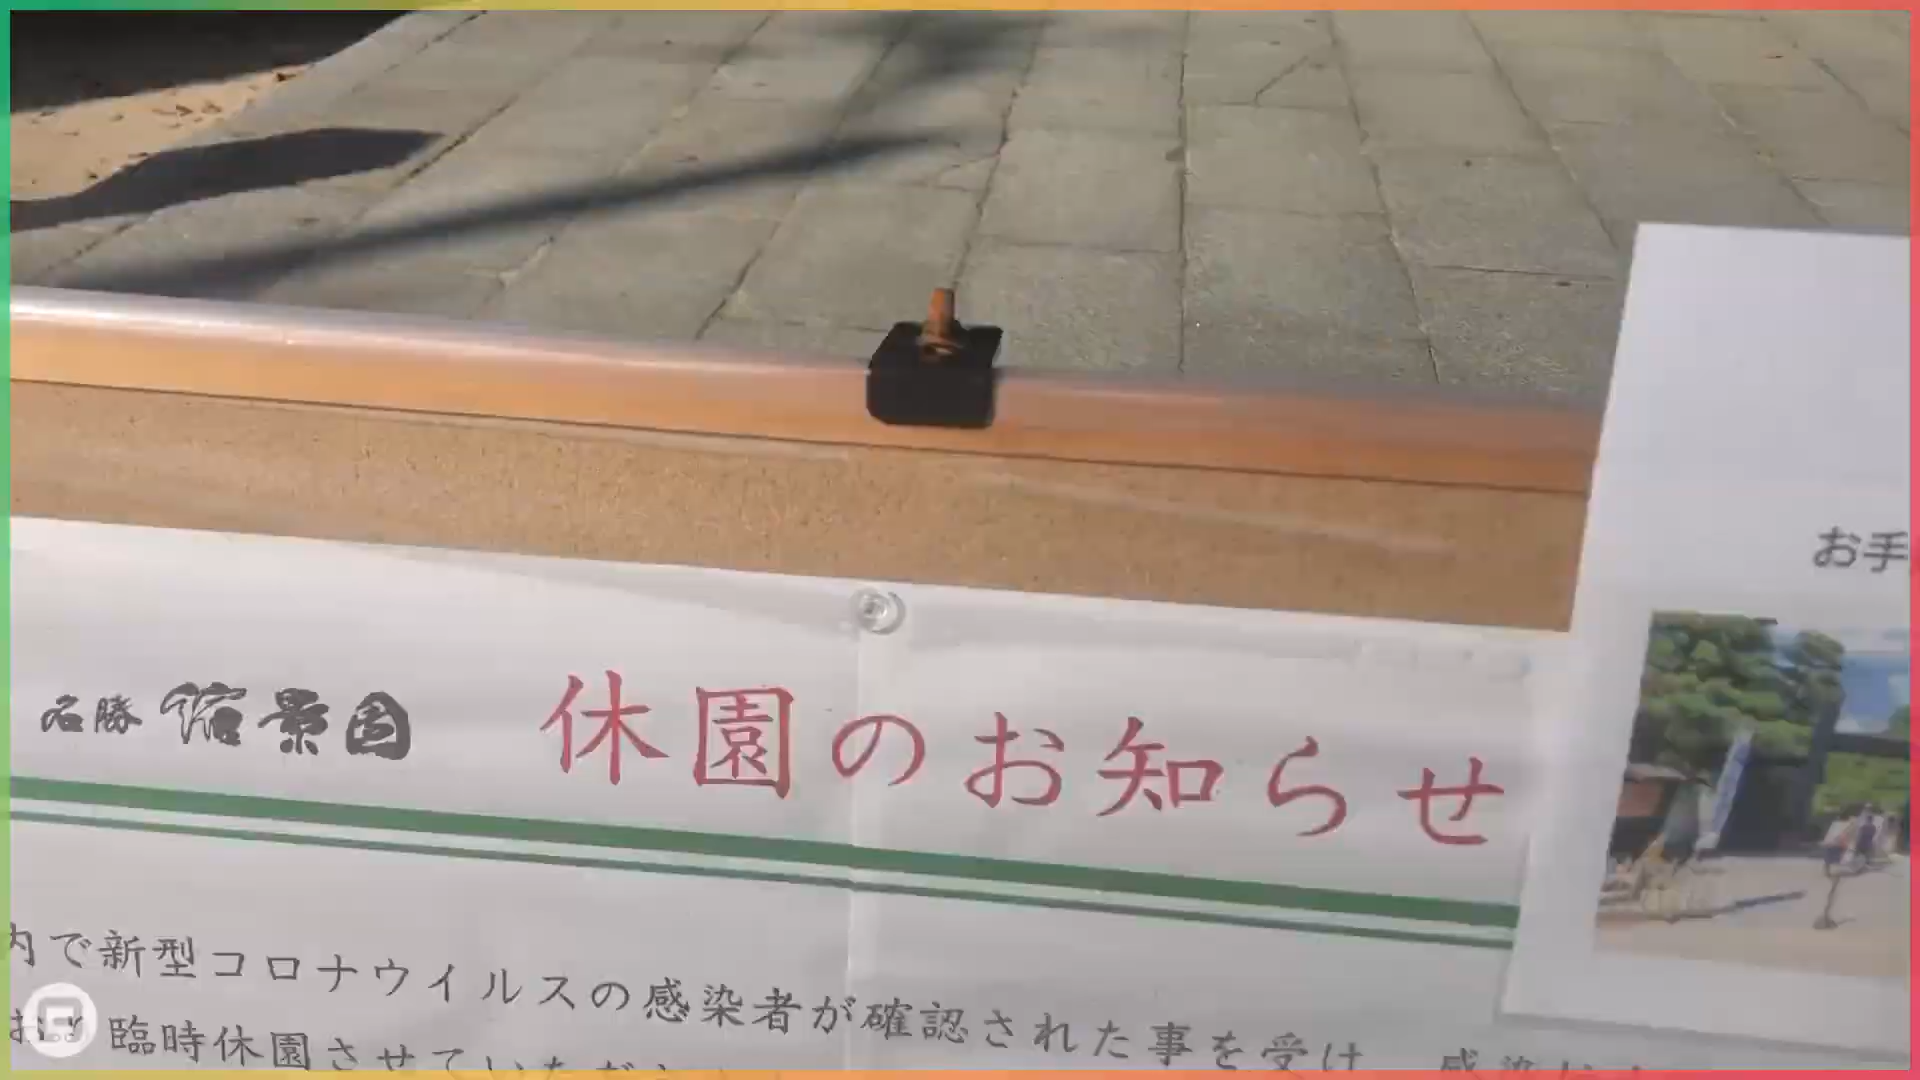 名勝 縮景園 休園のお知らせ
お手
内で新型コロナウイルスの感染者が確認された事を受け 感染
臨時休園させていただ